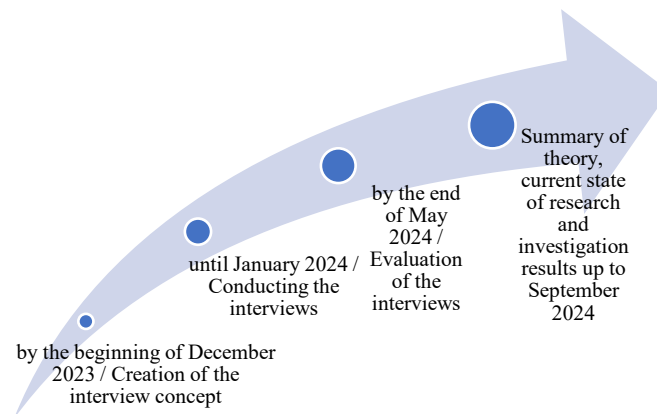 by the beginning of December
2023 / Creation of the
interview concept
until January 2024 /
Conducting the
interviews
by the end
of May
2024 /
Evaluation
of the
interviews
Summary of
theory,
current state
of research
and
investigation
results up to
September
2024